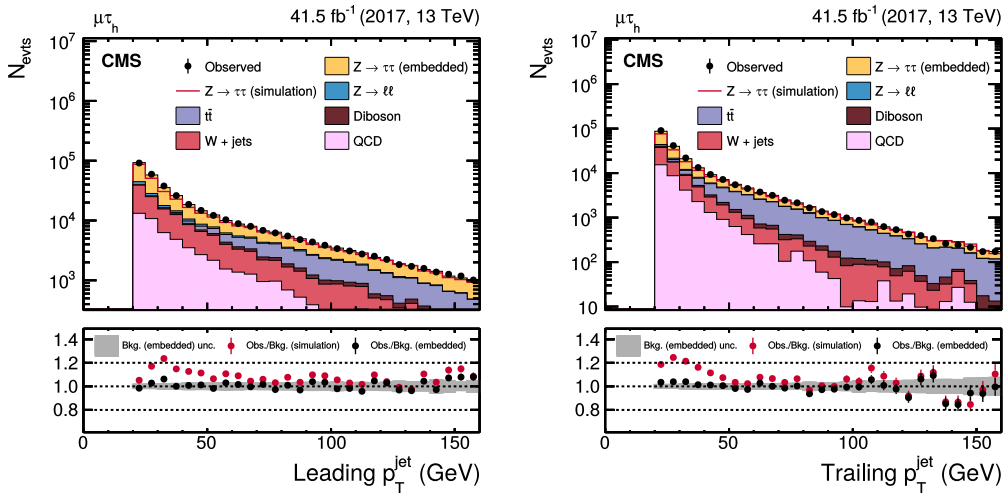 μτh 41.5 fb-1 (2017, 13 TeV)
Nevts
10^7
10^6
10^5
10^4
10^3
CMS
Observed
Z → ττ (simulation)
tt̄
W + jets
Z → ττ (embedded)
Z → ℓℓ
Diboson
QCD
1.4
1.2
1.0
0.8
Bkg. (embedded) unc. Obs./Bkg. (simulation) Obs./Bkg. (embedded)
0 50 100 150
Leading pT^jet (GeV)
μτh 41.5 fb-1 (2017, 13 TeV)
Nevts
10^7
10^6
10^5
10^4
10^3
10^2
10
CMS
Observed
Z → ττ (simulation)
tt̄
W + jets
Z → ττ (embedded)
Z → ℓℓ
Diboson
QCD
1.4
1.2
1.0
0.8
Bkg. (embedded) unc. Obs./Bkg. (simulation) Obs./Bkg. (embedded)
0 50 100 150
Trailing pT^jet (GeV)